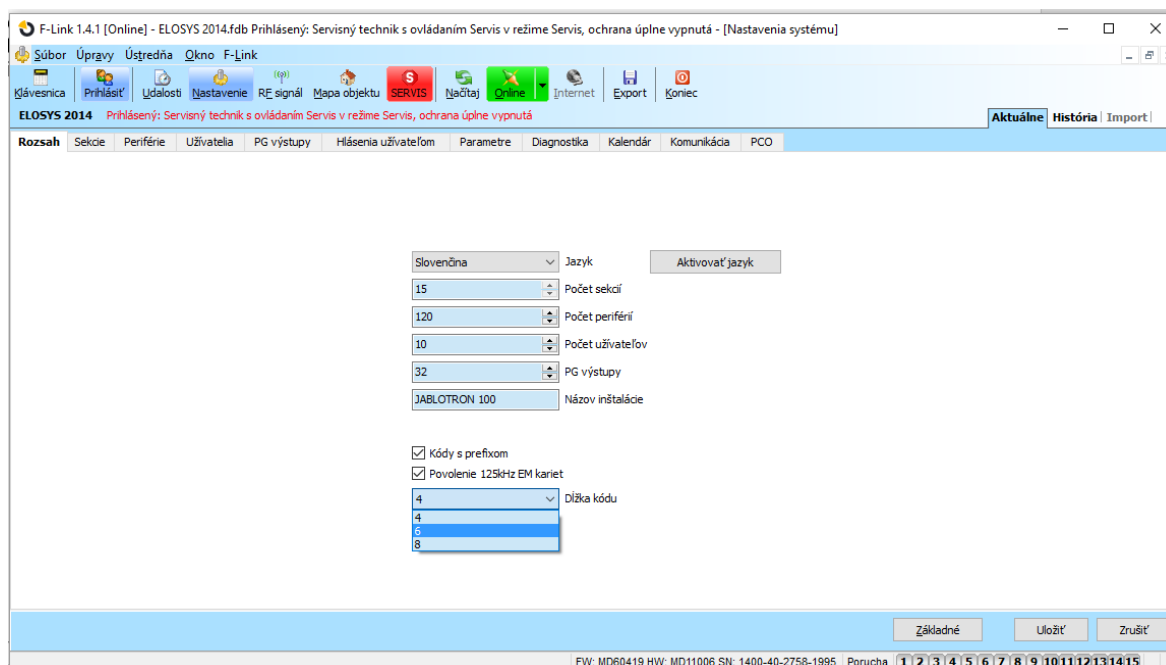 F-Link 1.4.1 [Online] - ELOSYS 2014.fdb Prihlásený: Servisný technik s ovládaním Servis v režime Servis, ochrana úplne vypnutá - [Nastavenia systému]
Súbor Úpravy Ústredňa Okno F-Link
Klávesnica Prihlásiť Udalosti Nastavenie RF signál Mapa objektu SERVIS Načítaj Online Internet Export Koniec
ELOSYS 2014 Prihlásený: Servisný technik s ovládaním Servis v režime Servis, ochrana úplne vypnutá Aktuálne História Import
Rozsah Sekcie Periférie Užívatelia PG výstupy Hlásenia užívateľom Parametre Diagnostika Kalendár Komunikácia PCO
Slovenčina Jazyk Aktivovať jazyk
15 Počet sekcií
120 Počet periférií
10 Počet užívateľov
32 PG výstupy
JABLOTRON 100 Názov inštalácie
Kódy s prefixom
Povolenie 125kHz EM kariet
4 Dĺžka kódu
4
6
8
Základné Uložiť Zrušiť
FW: MD60419 HW: MD11006 SN: 1400-40-2758-1995 Porucha 1 2 3 4 5 6 7 8 9 10 11 12 13 14 15